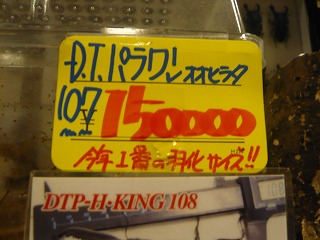 D.T.パラワンオオヒラタ
107mm ¥150000
今年1番の羽化サイズ!!
DTP-H·KING 108